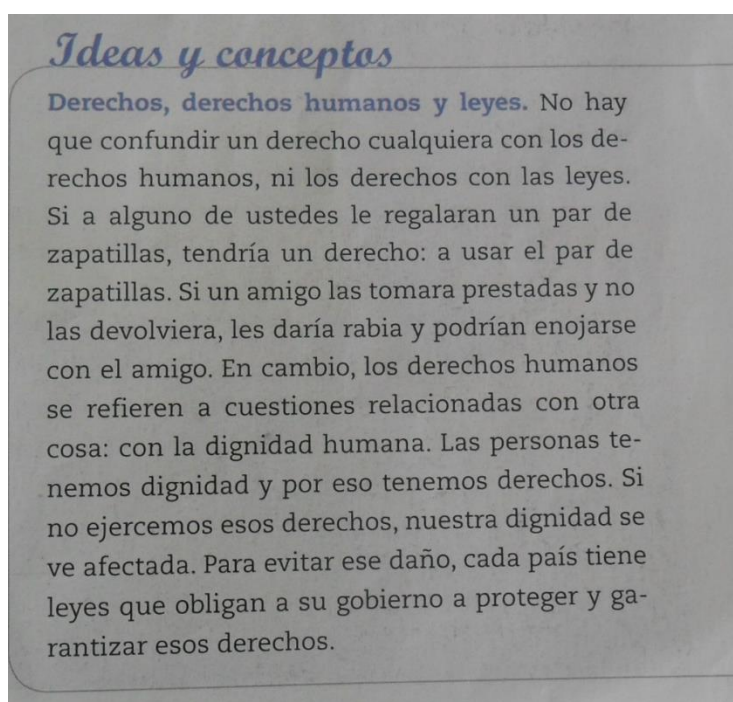 Ideas y conceptos
Derechos, derechos humanos y leyes. No hay
que confundir un derecho cualquiera con los de-
rechos humanos, ni los derechos con las leyes.
Si a alguno de ustedes le regalaran un par de
zapatillas, tendría un derecho: a usar el par de
zapatillas. Si un amigo las tomara prestadas y no
las devolviera, les daría rabia y podrían enojarse
con el amigo. En cambio, los derechos humanos
se refieren a cuestiones relacionadas con otra
cosa: con la dignidad humana. Las personas te-
nemos dignidad y por eso tenemos derechos. Si
no ejercemos esos derechos, nuestra dignidad se
ve afectada. Para evitar ese daño, cada país tiene
leyes que obligan a su gobierno a proteger y ga-
rantizar esos derechos.